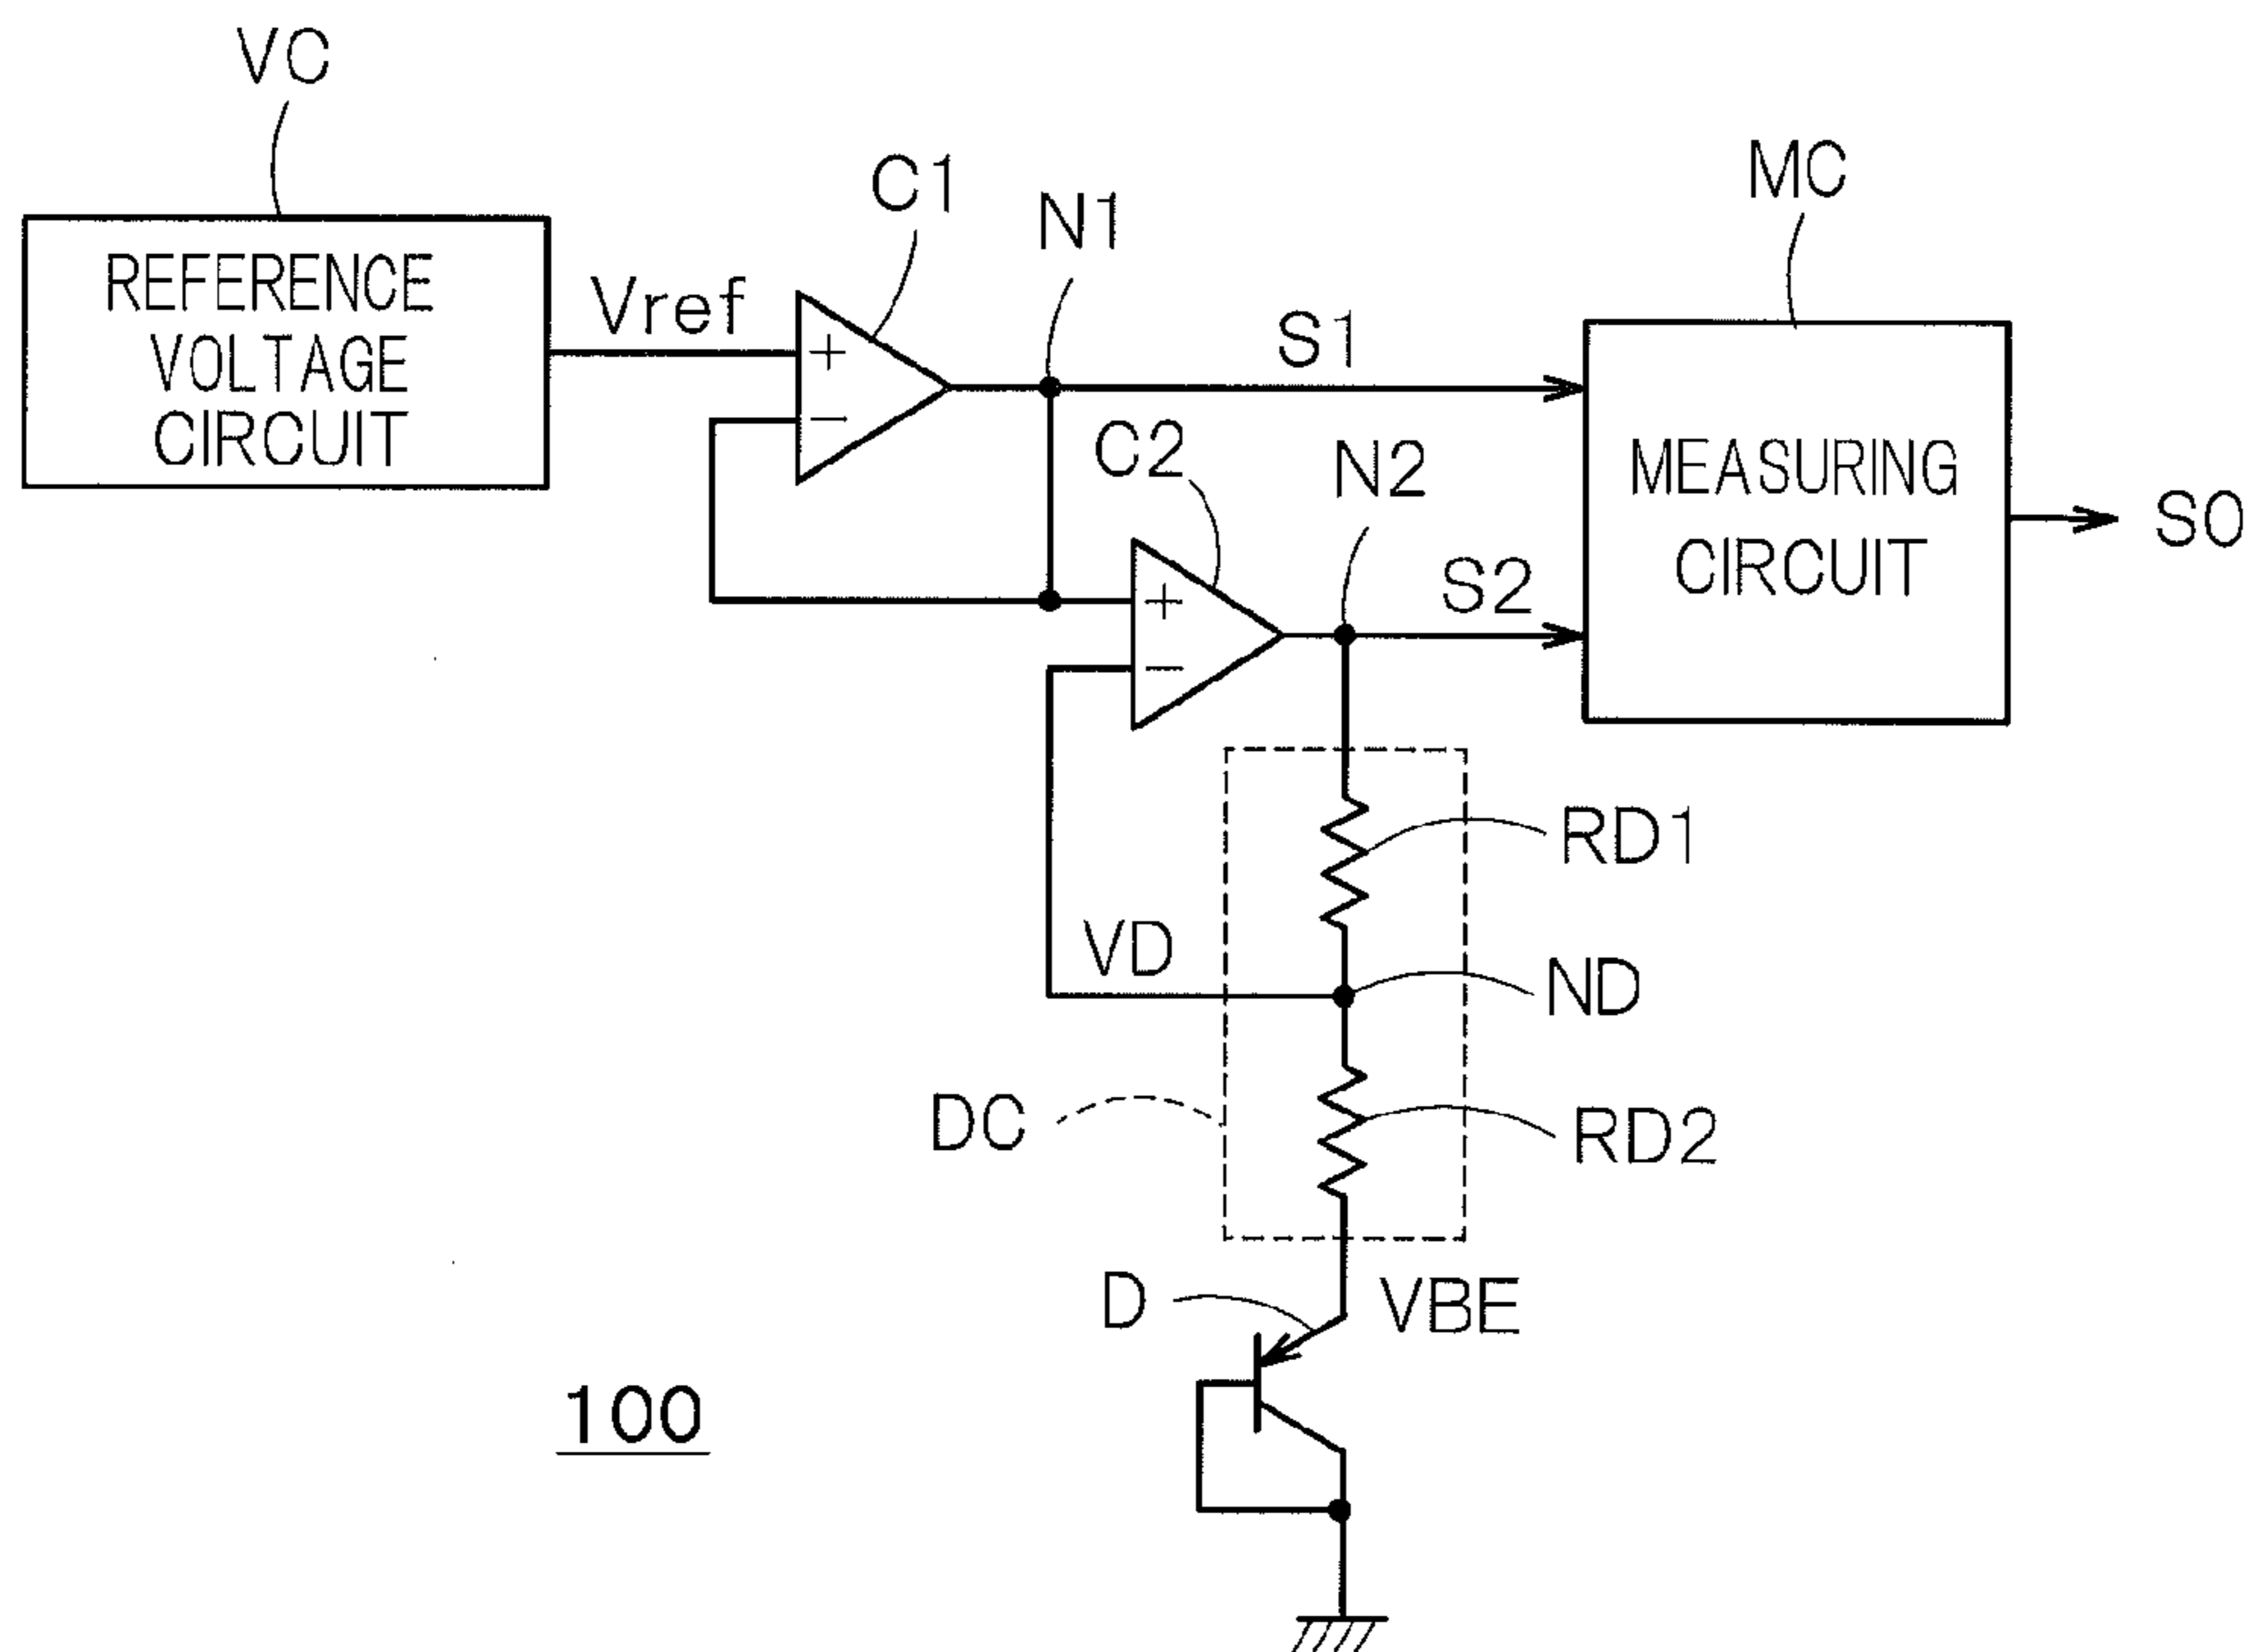 VC
C1
MC
N1
REFERENCE
VOLTAGE
CIRCUIT
Vref
+
−
S1
C2
N2
MEASURING
CIRCUIT
SO
+
−
S2
RD1
VD
ND
DC
RD2
D
VBE
100